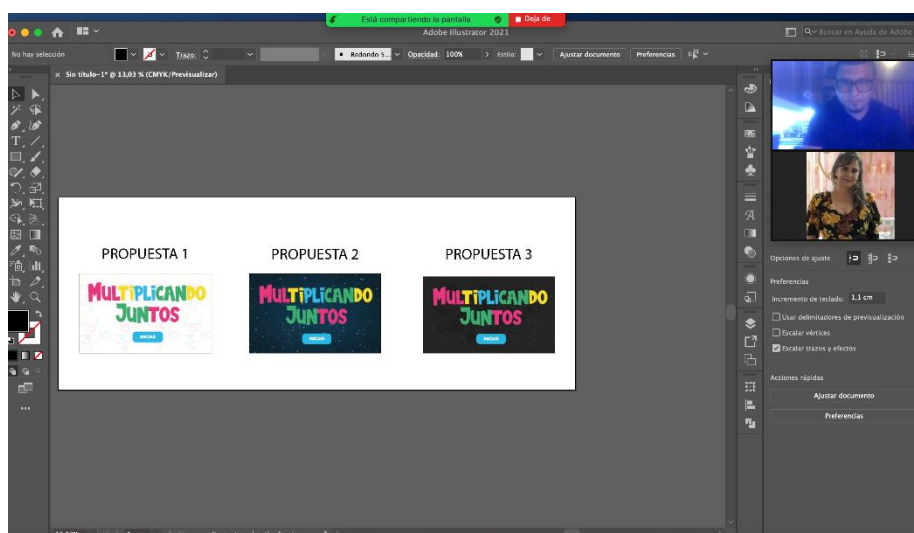 Está compartiendo la pantalla
Deja de
Adobe Illustrator 2021
Buscar en Ayuda de Adobe
No hay selección
Trazo:
Redondo 5...
Opacidad: 100%
Estilo:
Ajustar documento
Preferencias
× Sin título-1* @ 13,03 % (CMYK/Previsualizar)
PROPUESTA 1
PROPUESTA 2
PROPUESTA 3
MULTIPLICANDO
JUNTOS
INICIAR
MULTIPLICANDO
JUNTOS
INICIAR
MULTIPLICANDO
JUNTOS
INICIAR
Opciones de ajuste
Preferencias
Incremento de teclado: 1,1 cm
Usar delimitadores de previsualización
Escalar vértices
Escalar trazos y efectos
Acciones rápidas
Ajustar documento
Preferencias